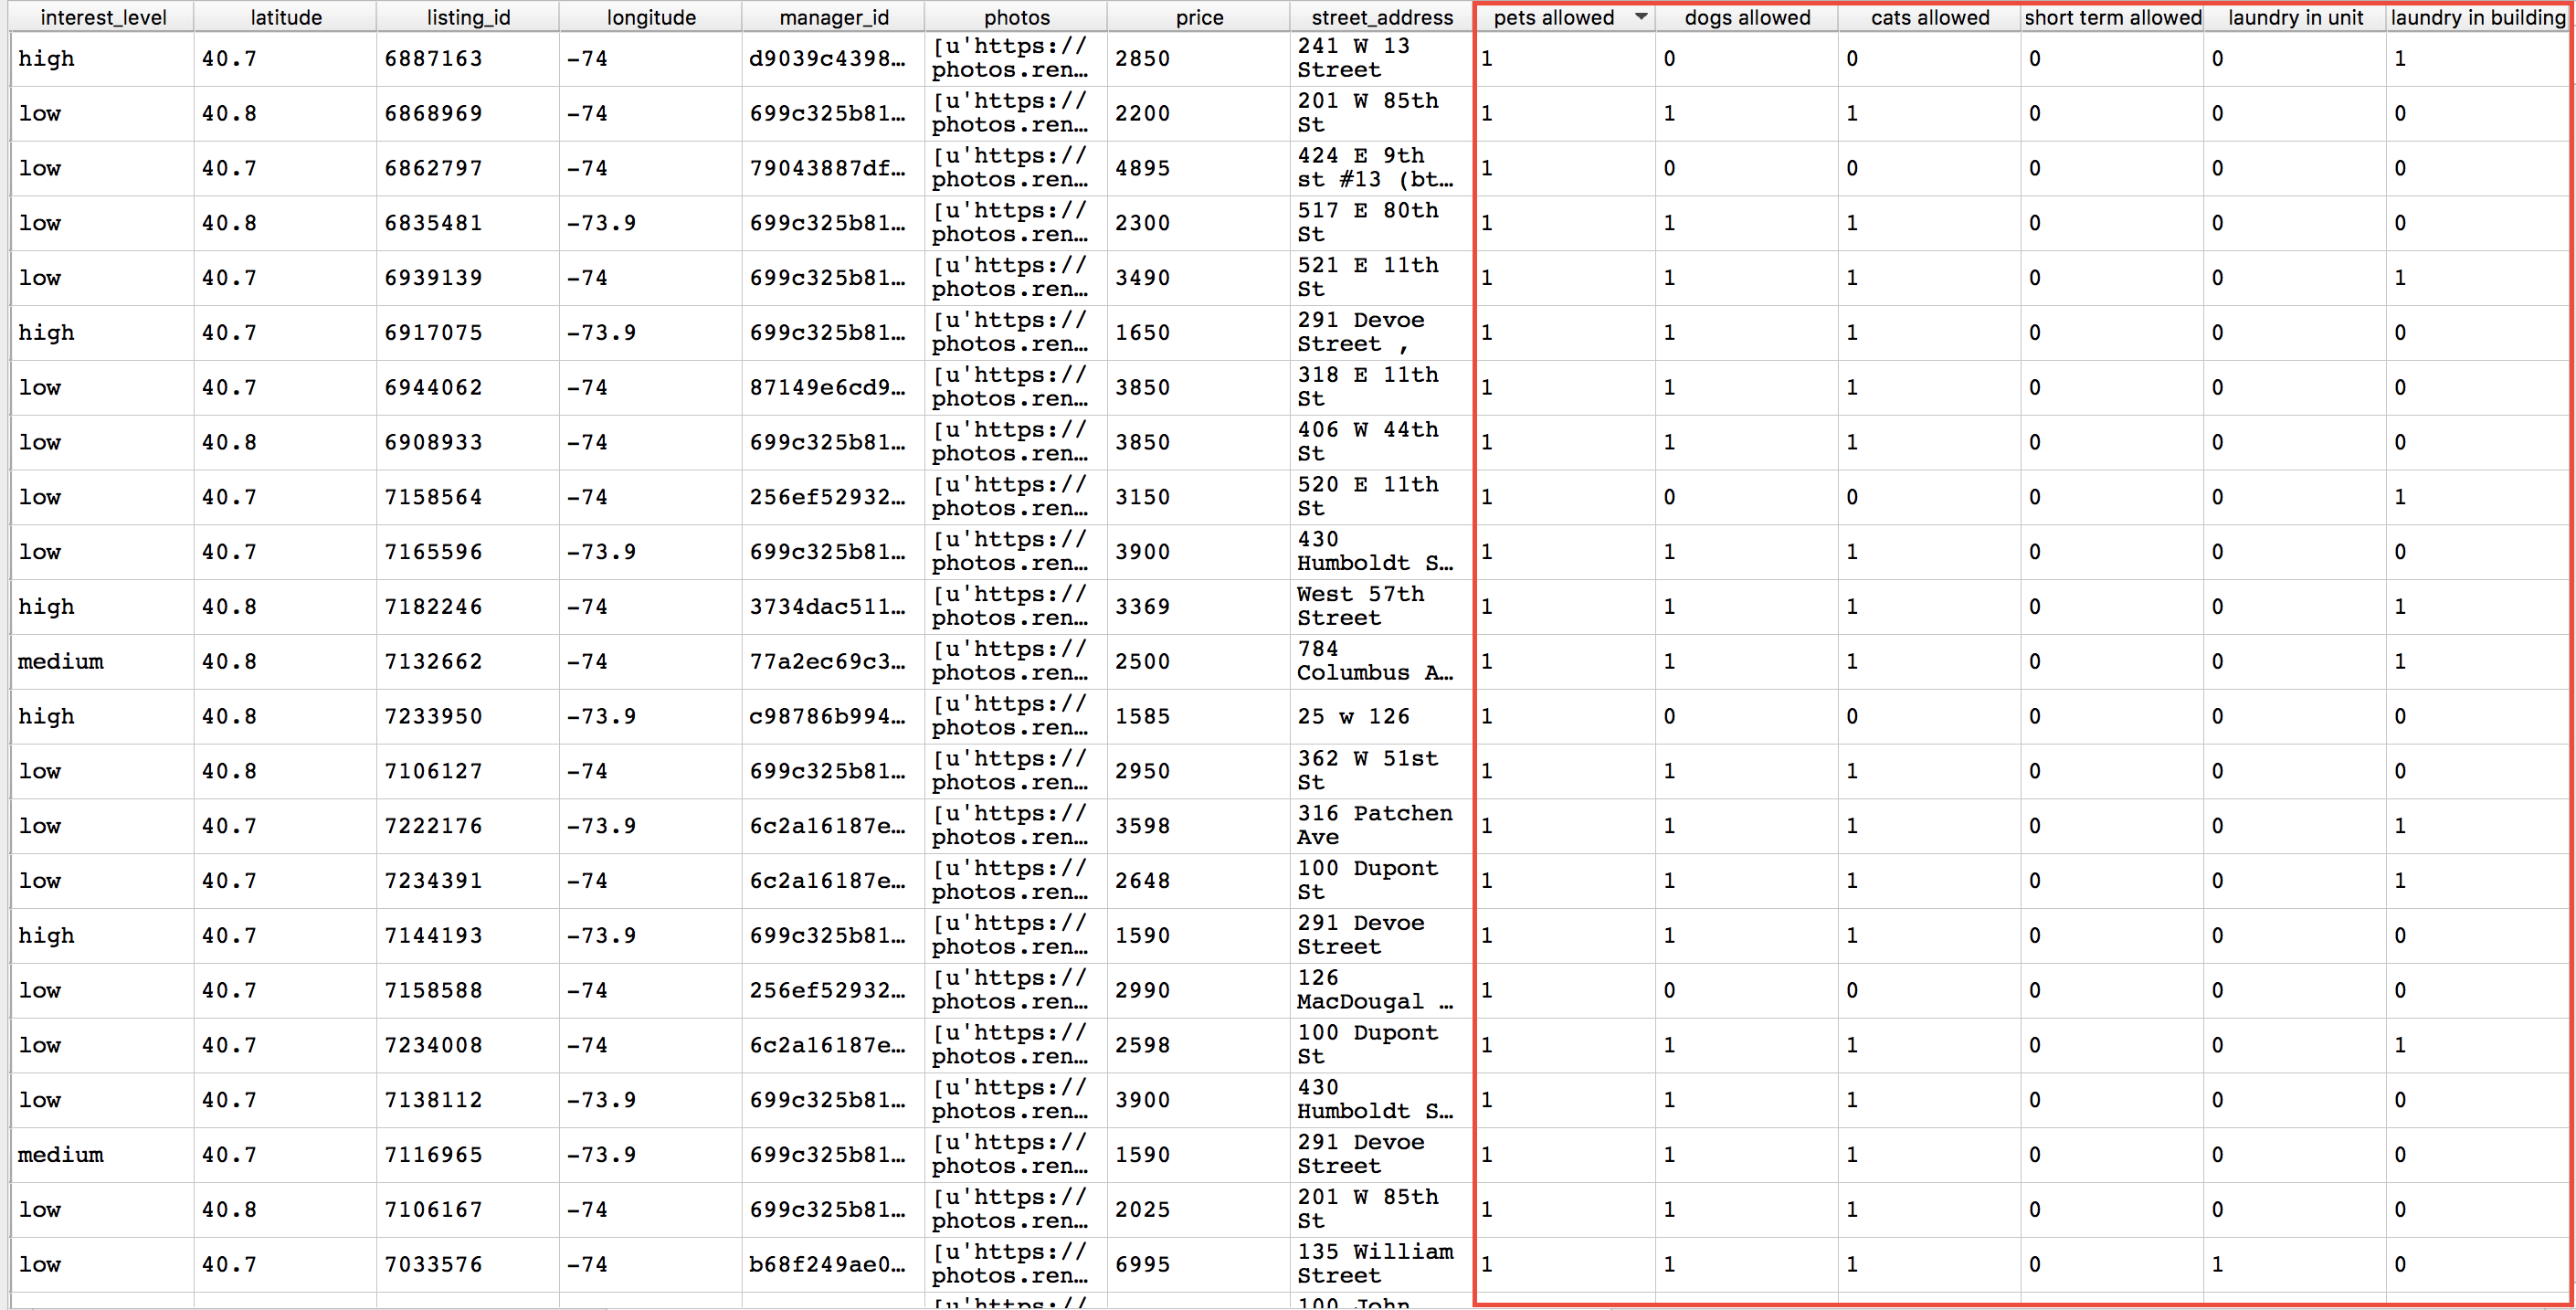 interest_level latitude listing_id longitude manager_id photos price street_address pets allowed dogs allowed cats allowed short term allowed laundry in unit laundry in building
high 40.7 6887163 -74 d9039c4398… [u'https:// photos.ren… 2850 241 W 13 Street 1 0 0 0 0 1
low 40.8 6868969 -74 699c325b81… [u'https:// photos.ren… 2200 201 W 85th St 1 1 1 0 0 0
low 40.7 6862797 -74 79043887df… [u'https:// photos.ren… 4895 424 E 9th st #13 (bt… 1 0 0 0 0 0
low 40.8 6835481 -73.9 699c325b81… [u'https:// photos.ren… 2300 517 E 80th St 1 1 1 0 0 0
low 40.7 6939139 -74 699c325b81… [u'https:// photos.ren… 3490 521 E 11th St 1 1 1 0 0 1
high 40.7 6917075 -73.9 699c325b81… [u'https:// photos.ren… 1650 291 Devoe Street , 1 1 1 0 0 0
low 40.7 6944062 -74 87149e6cd9… [u'https:// photos.ren… 3850 318 E 11th St 1 1 1 0 0 0
low 40.8 6908933 -74 699c325b81… [u'https:// photos.ren… 3850 406 W 44th St 1 1 1 0 0 0
low 40.7 7158564 -74 256ef52932… [u'https:// photos.ren… 3150 520 E 11th St 1 0 0 0 0 1
low 40.7 7165596 -73.9 699c325b81… [u'https:// photos.ren… 3900 430 Humboldt S… 1 1 1 0 0 0
high 40.8 7182246 -74 3734dac511… [u'https:// photos.ren… 3369 West 57th Street 1 1 1 0 0 1
medium 40.8 7132662 -74 77a2ec69c3… [u'https:// photos.ren… 2500 784 Columbus A… 1 1 1 0 0 1
high 40.8 7233950 -73.9 c98786b994… [u'https:// photos.ren… 1585 25 w 126 1 0 0 0 0 0
low 40.8 7106127 -74 699c325b81… [u'https:// photos.ren… 2950 362 W 51st St 1 1 1 0 0 0
low 40.7 7222176 -73.9 6c2a16187e… [u'https:// photos.ren… 3598 316 Patchen Ave 1 1 1 0 0 1
low 40.7 7234391 -74 6c2a16187e… [u'https:// photos.ren… 2648 100 Dupont St 1 1 1 0 0 1
high 40.7 7144193 -73.9 699c325b81… [u'https:// photos.ren… 1590 291 Devoe Street 1 1 1 0 0 0
low 40.7 7158588 -74 256ef52932… [u'https:// photos.ren… 2990 126 MacDougal … 1 0 0 0 0 0
low 40.7 7234008 -74 6c2a16187e… [u'https:// photos.ren… 2598 100 Dupont St 1 1 1 0 0 1
low 40.7 7138112 -73.9 699c325b81… [u'https:// photos.ren… 3900 430 Humboldt S… 1 1 1 0 0 0
medium 40.7 7116965 -73.9 699c325b81… [u'https:// photos.ren… 1590 291 Devoe Street 1 1 1 0 0 0
low 40.8 7106167 -74 699c325b81… [u'https:// photos.ren… 2025 201 W 85th St 1 1 1 0 0 0
low 40.7 7033576 -74 b68f249ae0… [u'https:// photos.ren… 6995 135 William Street 1 1 1 0 1 0
[u'https:// 100 John